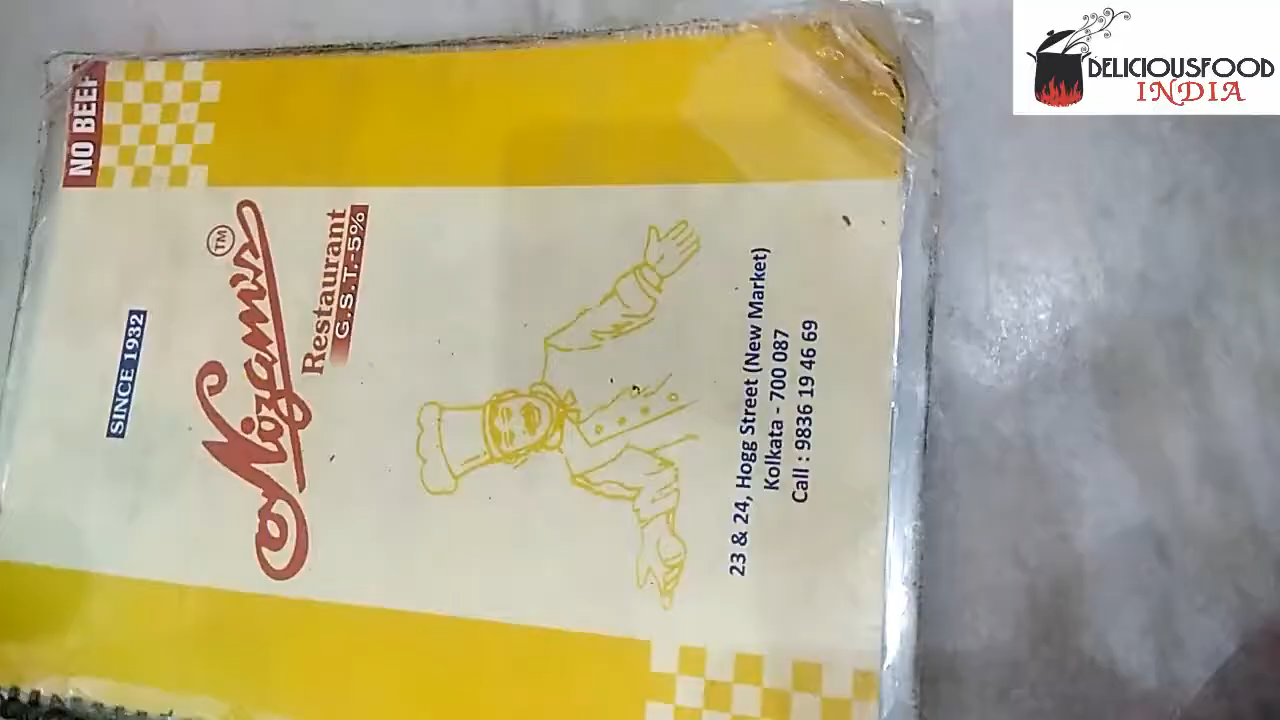 NO BEEF
SINCE 1932
Nizam's
TM
Restaurant
G.S.T.-5%
23 & 24, Hogg Street (New Market)
Kolkata - 700 087
Call : 9836 19 46 69
DELICIOUSFOOD
INDIA